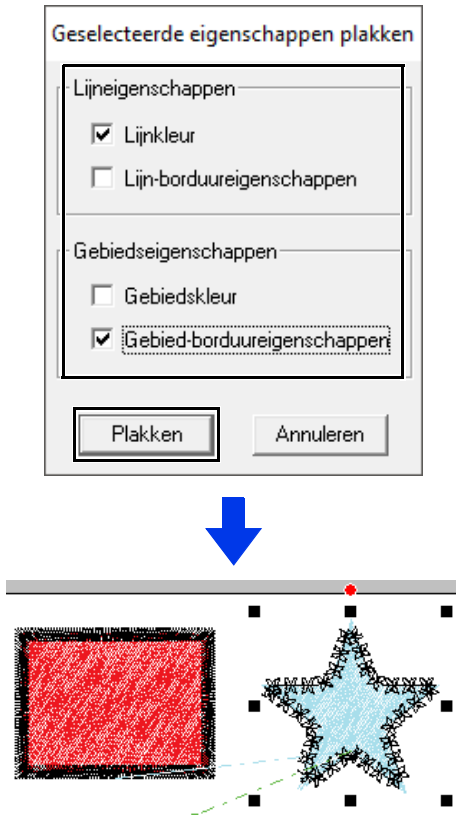 Geselecteerde eigenschappen plakken
Lijneigenschappen
Lijnkleur
Lijn-borduureigenschappen
Gebiedseigenschappen
Gebiedskleur
Gebied-borduureigenschappen
Plakken Annuleren